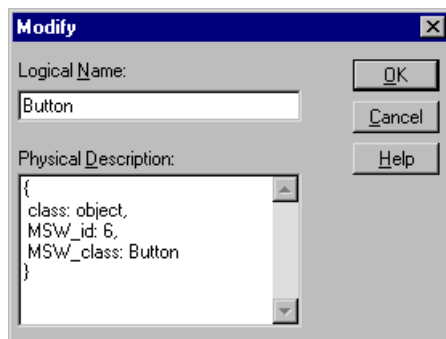 Modify
Logical Name:
Button
OK
Cancel
Help
Physical Description:
{
class: object,
MSW_id: 6,
MSW_class: Button
}